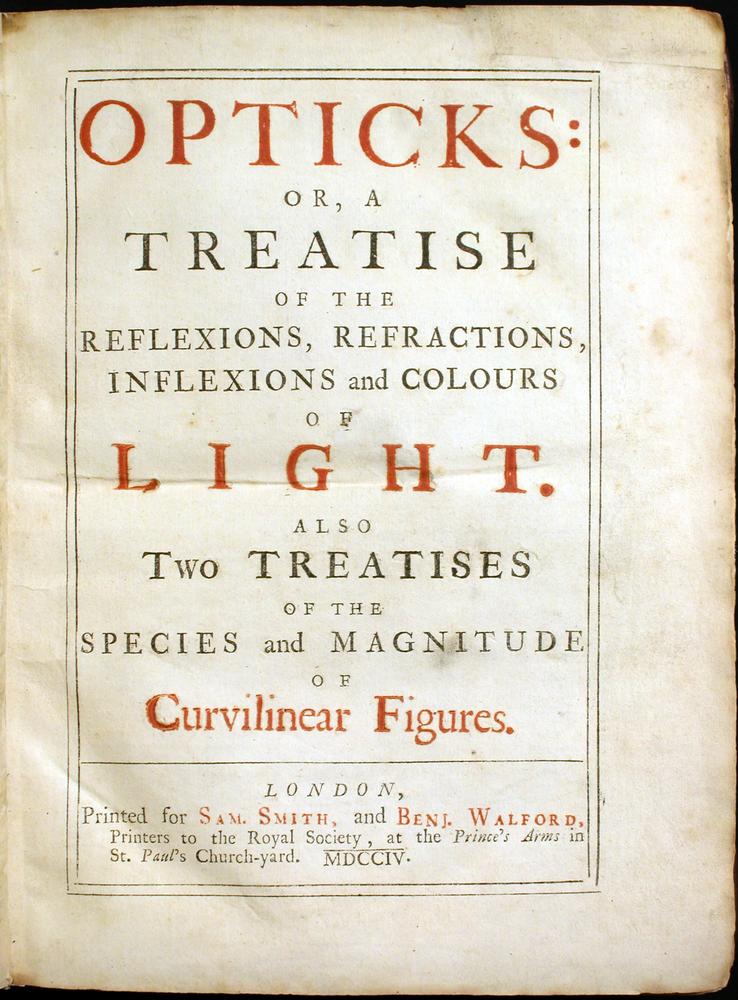 OPTICKS:
OR, A
TREATISE
OF THE
REFLEXIONS, REFRACTIONS,
INFLEXIONS and COLOURS
OF
LIGHT.
ALSO
Two TREATISES
OF THE
SPECIES and MAGNITUDE
OF
Curvilinear Figures.
LONDON,
Printed for SAM. SMITH, and BENJ. WALFORD,
Printers to the Royal Society, at the Prince's Arms in
St. Paul's Church-yard. MDCCIV.